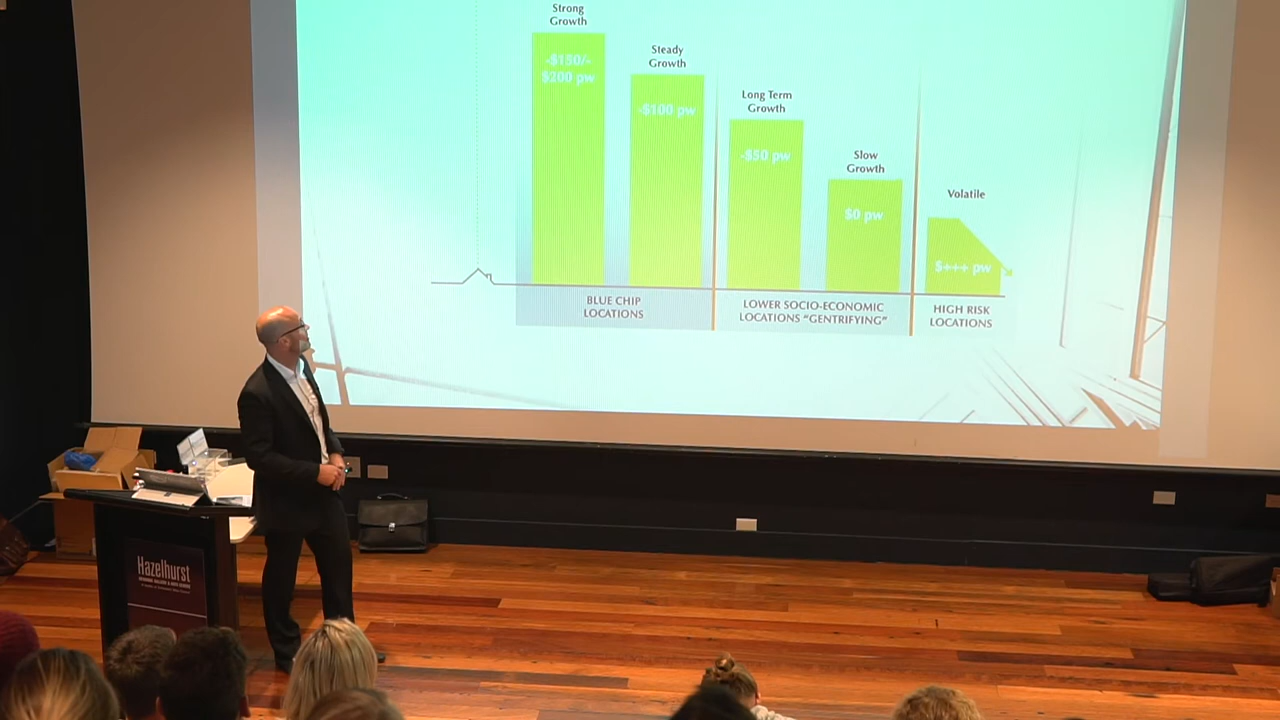 Strong
Growth
-$150/-
$200 pw
Steady
Growth
-$100 pw
Long Term
Growth
-$50 pw
Slow
Growth
$0 pw
Volatile
$+++ pw
BLUE CHIP
LOCATIONS
LOWER SOCIO-ECONOMIC
LOCATIONS "GENTRIFYING"
HIGH RISK
LOCATIONS
Hazelhurst